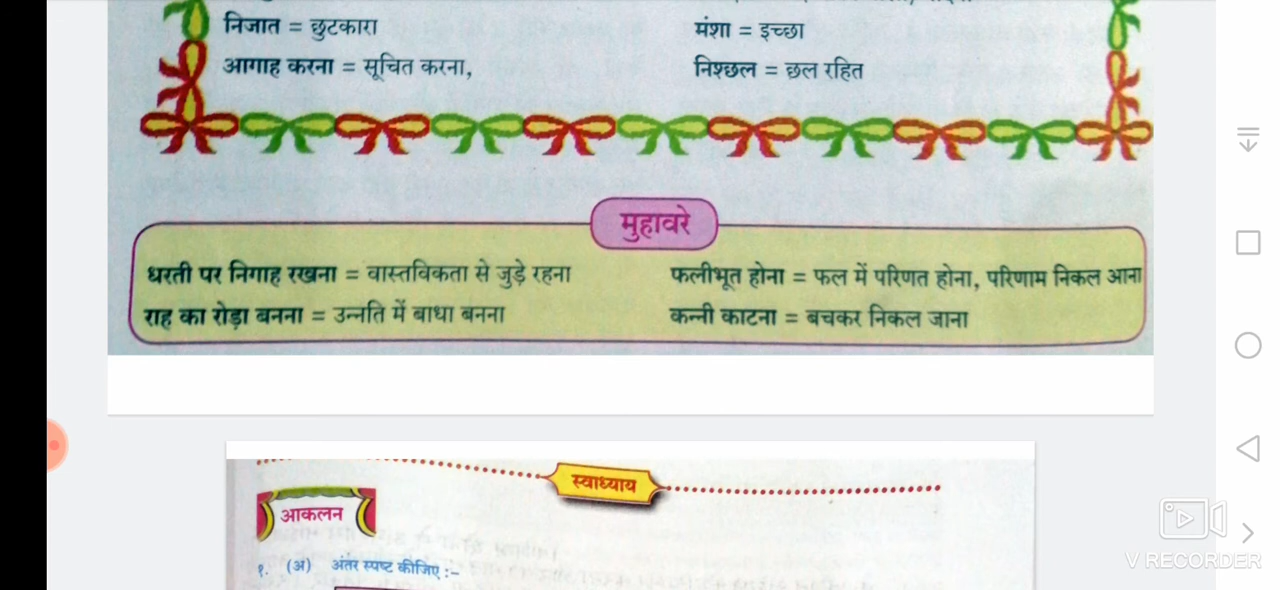 निजात = छुटकारा
मंशा = इच्छा
आगाह करना = सूचित करना,
निश्छल = छल रहित
मुहावरे
धरती पर निगाह रखना = वास्तविकता से जुड़े रहना
फलीभूत होना = फल में परिणत होना, परिणाम निकल आना
राह का रोड़ा बनना = उन्नति में बाधा बनना
कन्नी काटना = बचकर निकल जाना
स्वाध्याय
आकलन
१. (अ) अंतर स्पष्ट कीजिए :–
V RECORDER